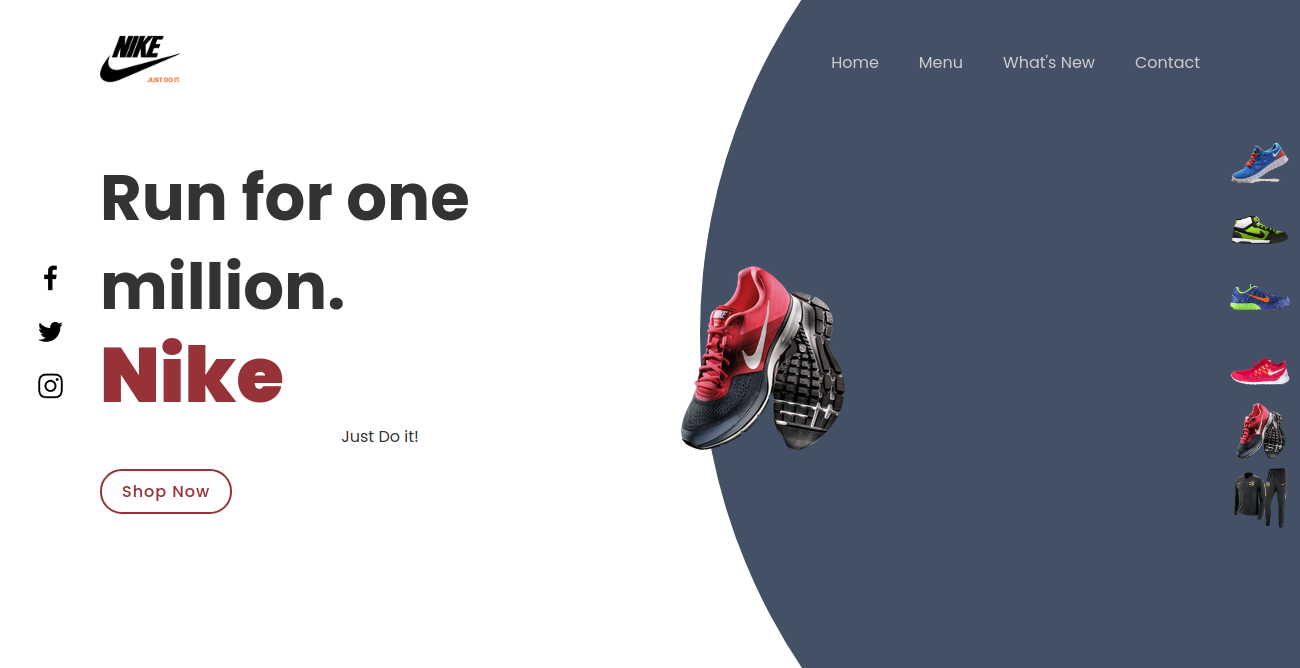 NIKE
JUST DO IT.
Home
Menu
What's New
Contact
Run for one
million.
Nike
Just Do it!
Shop Now